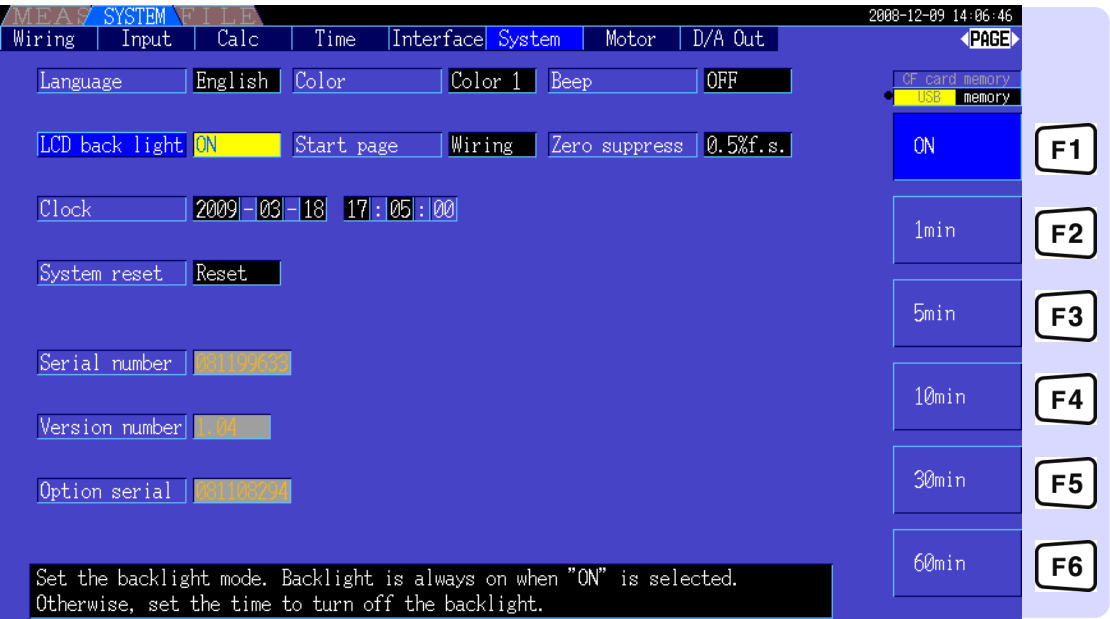 MEAS SYSTEM FILE 2008-12-09 14:06:46
Wiring Input Calc Time Interface System Motor D/A Out PAGE
Language English Color Color 1 Beep OFF
CF card memory
USB memory
LCD back light ON Start page Wiring Zero suppress 0.5%f.s.
ON F1
Clock 2009-03-18 17:05:00
1min F2
System reset Reset
5min F3
Serial number 081199633
10min F4
Version number 1.04
30min F5
Option serial 081108294
60min F6
Set the backlight mode. Backlight is always on when "ON" is selected.
Otherwise, set the time to turn off the backlight.